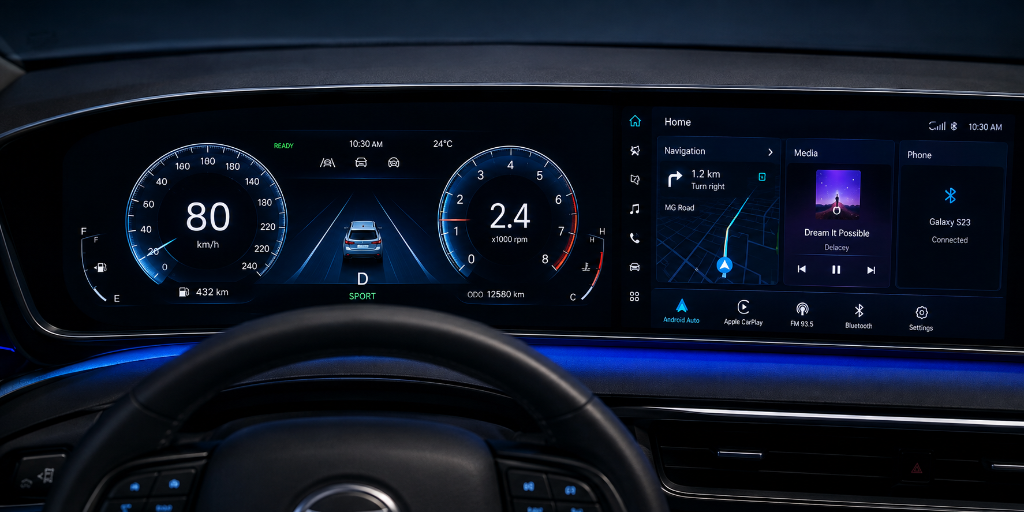 READY
10:30 AM
24°C
180
160
180
140
140
40
60
180
40
220
20
220
0
240
80
km/h
432 km
F
F
E
D
SPORT
4
3
5
2
6
1
7
0
8
2.4
x1000 rpm
ODO 12580 km
H
H
C
Home
10:30 AM
Navigation
1.2 km
Turn right
MG Road
Media
Dream It Possible
Delacey
Phone
Galaxy S23
Connected
Android Auto
Apple CarPlay
FM 93.5
Bluetooth
Settings